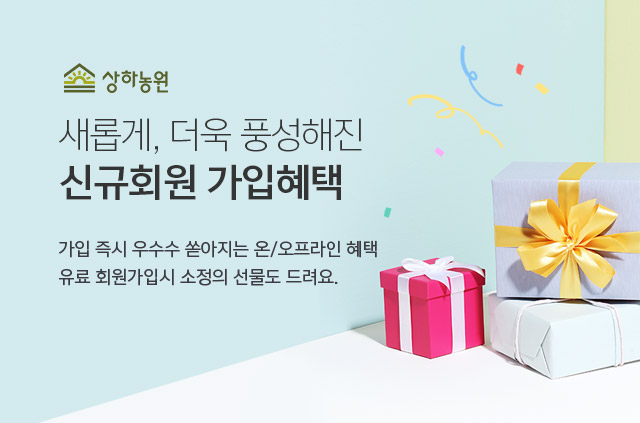 상하농원
새롭게, 더욱 풍성해진
신규회원 가입혜택
가입 즉시 우수수 쏟아지는 온/오프라인 혜택
유료 회원가입시 소정의 선물도 드려요.